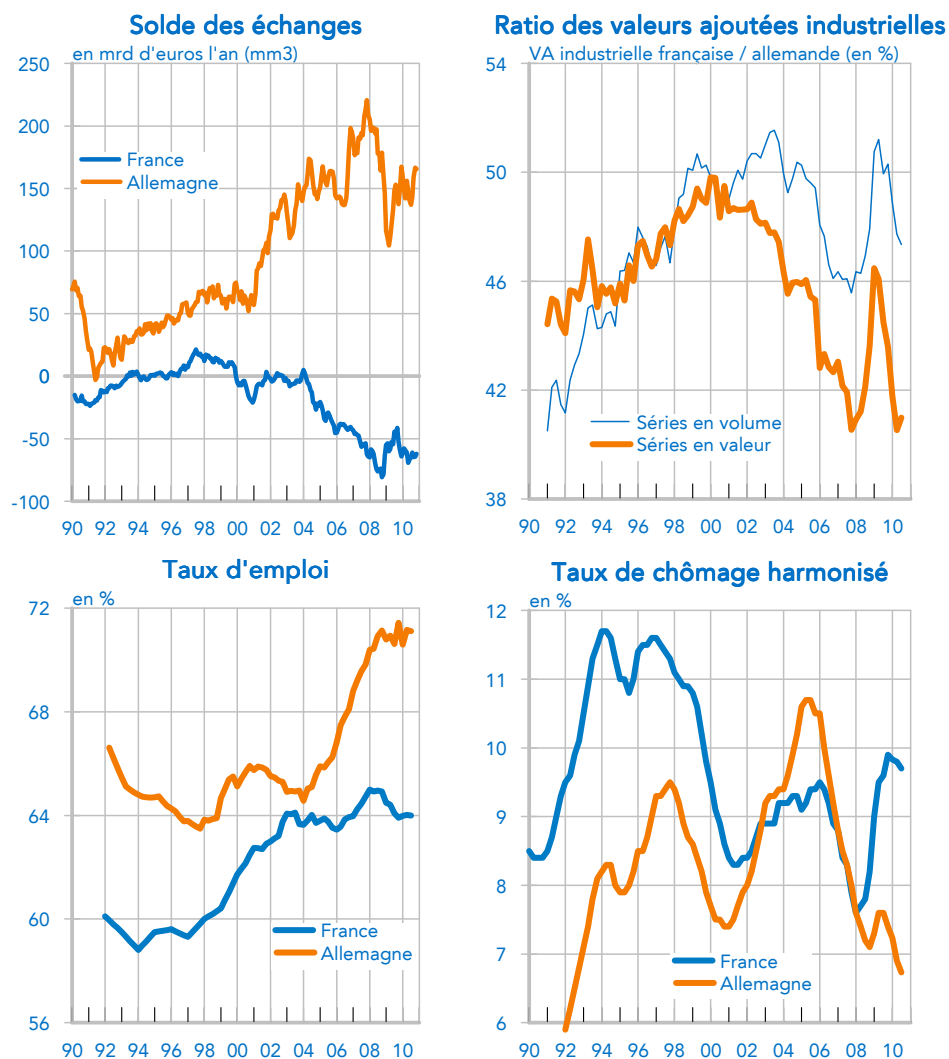 Solde des échanges
en mrd d'euros l'an (mm3)
250
200
150
100
50
0
-50
-100
France
Allemagne
90 92 94 96 98 00 02 04 06 08 10
Ratio des valeurs ajoutées industrielles
VA industrielle française / allemande (en %)
54
50
46
42
38
Séries en volume
Séries en valeur
90 92 94 96 98 00 02 04 06 08 10
Taux d'emploi
en %
72
68
64
60
56
France
Allemagne
90 92 94 96 98 00 02 04 06 08 10
Taux de chômage harmonisé
en %
12
11
10
9
8
7
6
France
Allemagne
90 92 94 96 98 00 02 04 06 08 10